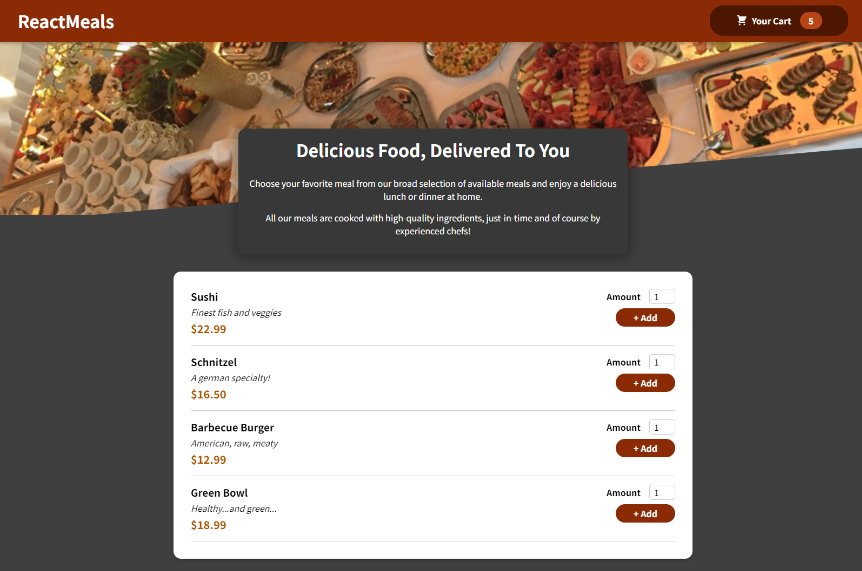 ReactMeals
Your Cart 5
Delicious Food, Delivered To You
Choose your favorite meal from our broad selection of available meals and enjoy a delicious
lunch or dinner at home.
All our meals are cooked with high-quality ingredients, just-in-time and of course by
experienced chefs!
Sushi
Finest fish and veggies
$22.99
Amount 1
+ Add
Schnitzel
A german specialty!
$16.50
Amount 1
+ Add
Barbecue Burger
American, raw, meaty
$12.99
Amount 1
+ Add
Green Bowl
Healthy...and green...
$18.99
Amount 1
+ Add